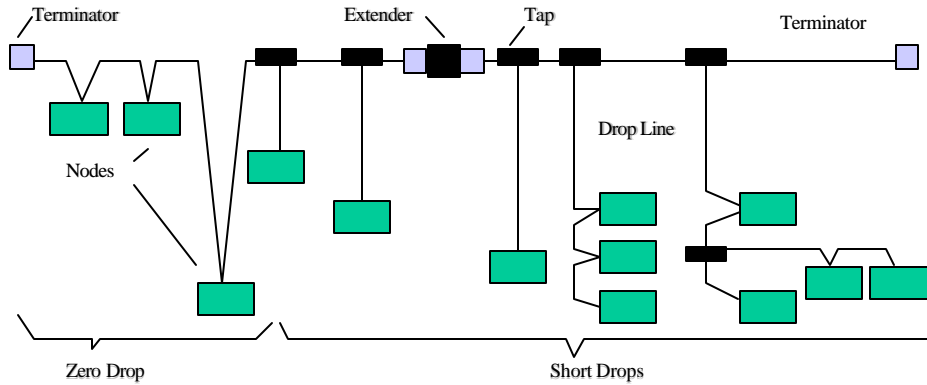 Terminator
Extender
Tap
Terminator
Drop Line
Nodes
Zero Drop
Short Drops